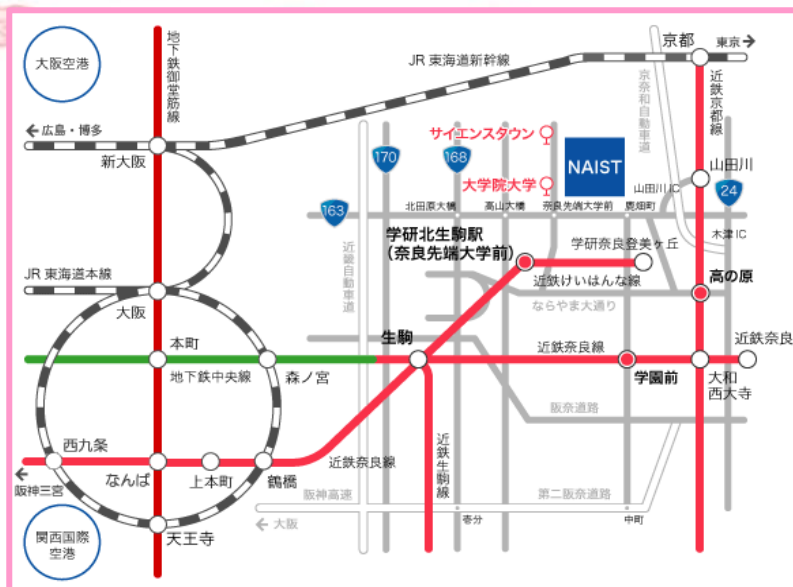 大阪空港
地下鉄御堂筋線
JR 東海道新幹線
京都
東京
近鉄京都線
京奈和自動車道
広島・博多
新大阪
サイエンスタウン
大学院大学
NAIST
170
168
163
24
山田川
山田川IC
北田原大橋
高山大橋
奈良先端大学前
鹿畑町
木津IC
学研北生駒駅
(奈良先端大学前)
学研奈良登美ヶ丘
近鉄けいはんな線
ならやま大通り
高の原
近畿自動車道
JR 東海道本線
大阪
本町
地下鉄中央線
森ノ宮
生駒
近鉄奈良線
学園前
大和
西大寺
近鉄奈良
阪奈道路
西九条
なんば
上本町
鶴橋
近鉄奈良線
近鉄生駒線
阪神三宮
阪神高速
第二阪奈道路
大阪
壱分
中町
天王寺
関西国際
空港